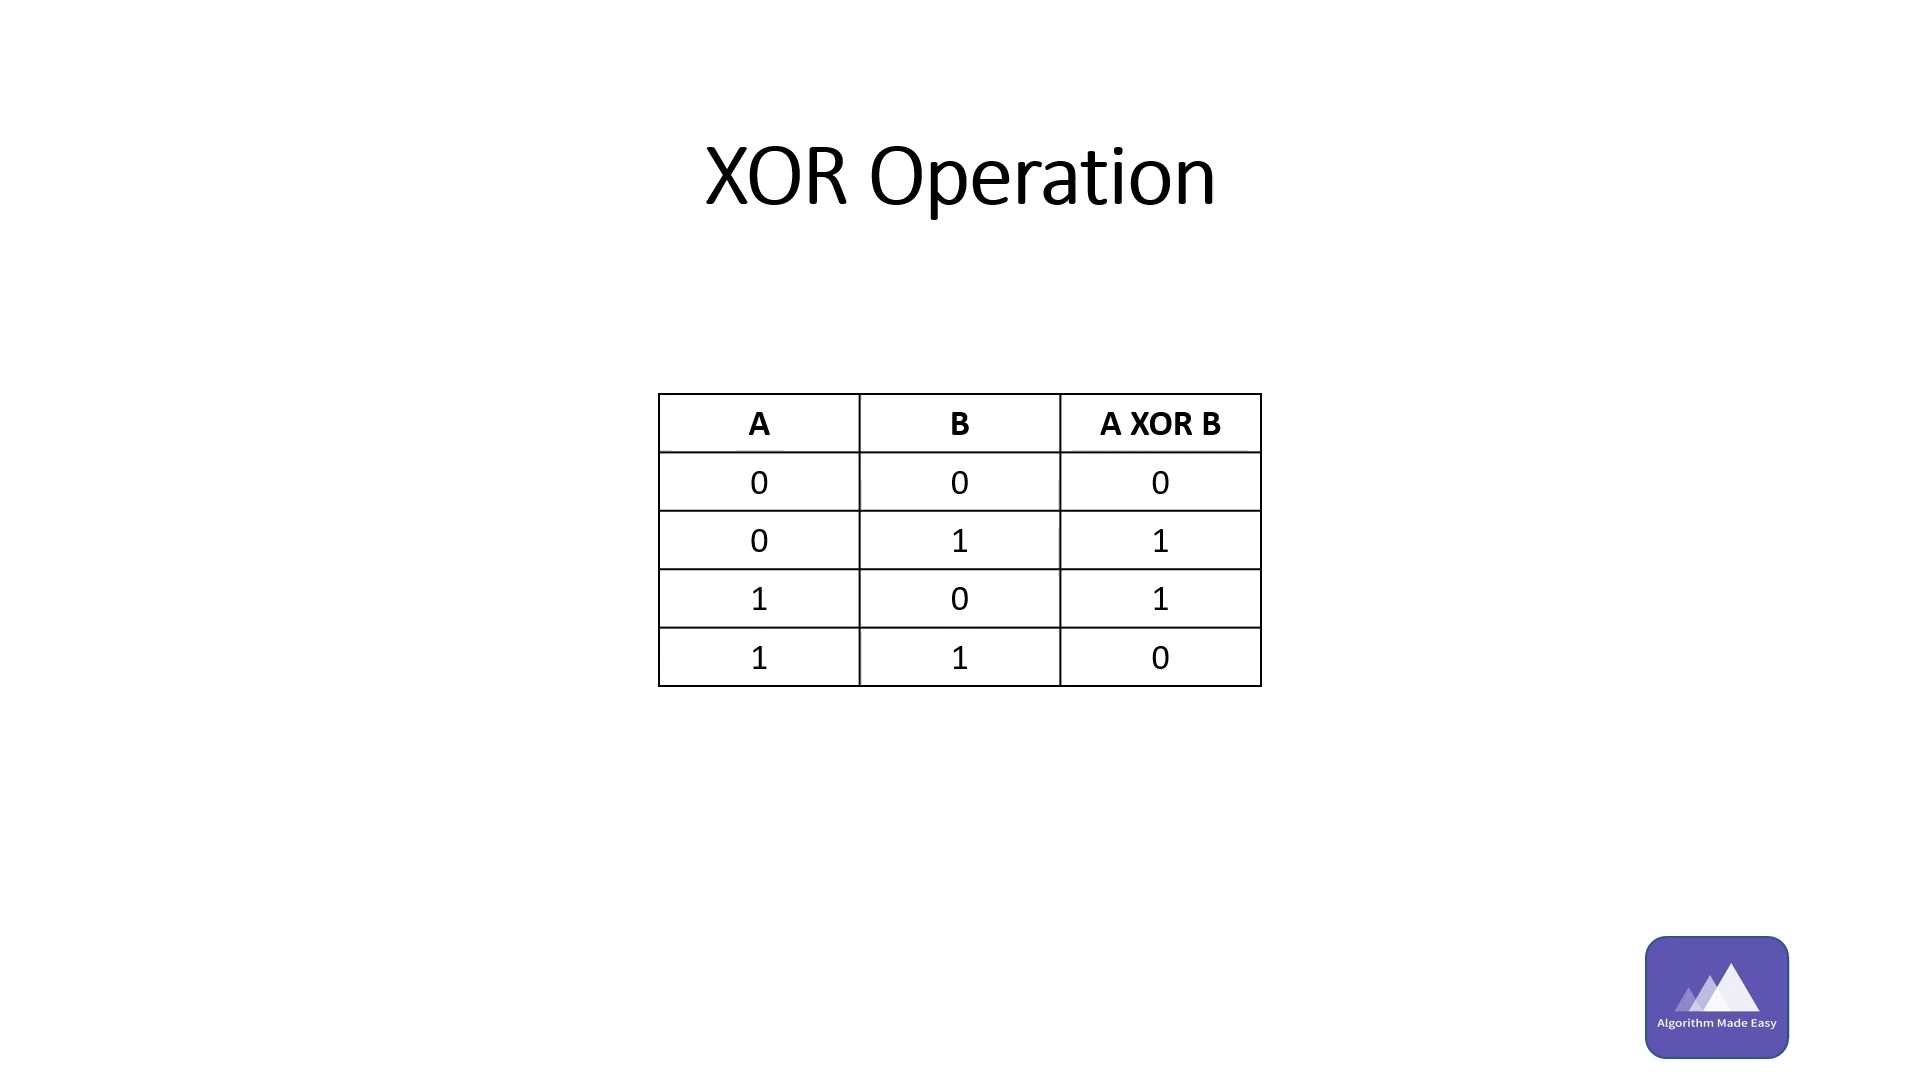 XOR Operation
A B A XOR B
0 0 0
0 1 1
1 0 1
1 1 0
Algorithm Made Easy